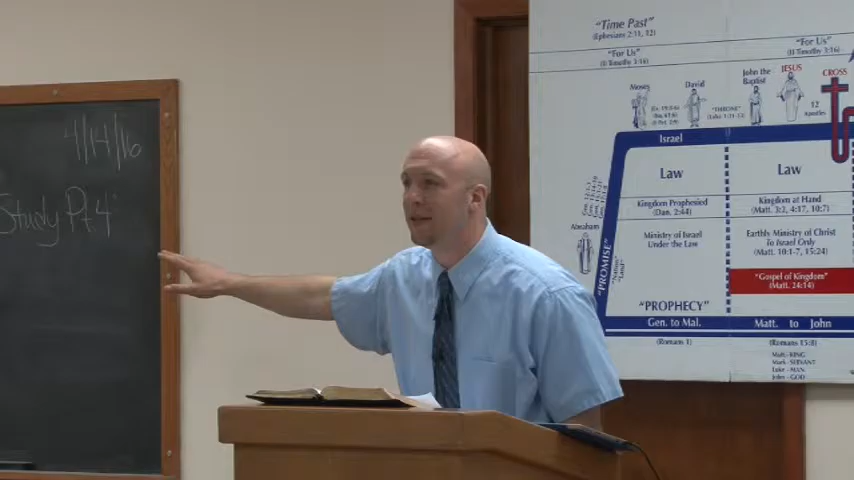 1/14/16
Study Pt 4
"Time Past"
(Ephesians 2:11, 12)
"For Us"
(II Timothy 3:16)
"For Us"
(II Timothy 3:16)
Moses
David
John the
Baptist
JESUS
CROSS
12
Apostles
"THRONE"
Israel
Law
Law
Kingdom Prophesied
(Dan. 2:44)
Kingdom at Hand
(Matt. 3:2, 4:17, 10:7)
Abraham
"PROMISE"
Ministry of Israel
Under the Law
Earthly Ministry of Christ
To Israel Only
(Matt. 10:1-7, 15:24)
"Gospel of Kingdom"
(Matt. 24:14)
"PROPHECY"
Gen. to Mal.
Matt. to John
(Romans 1)
(Romans 15:8)
Matt - KING
Mark - SERVANT
Luke - MAN
John - GOD